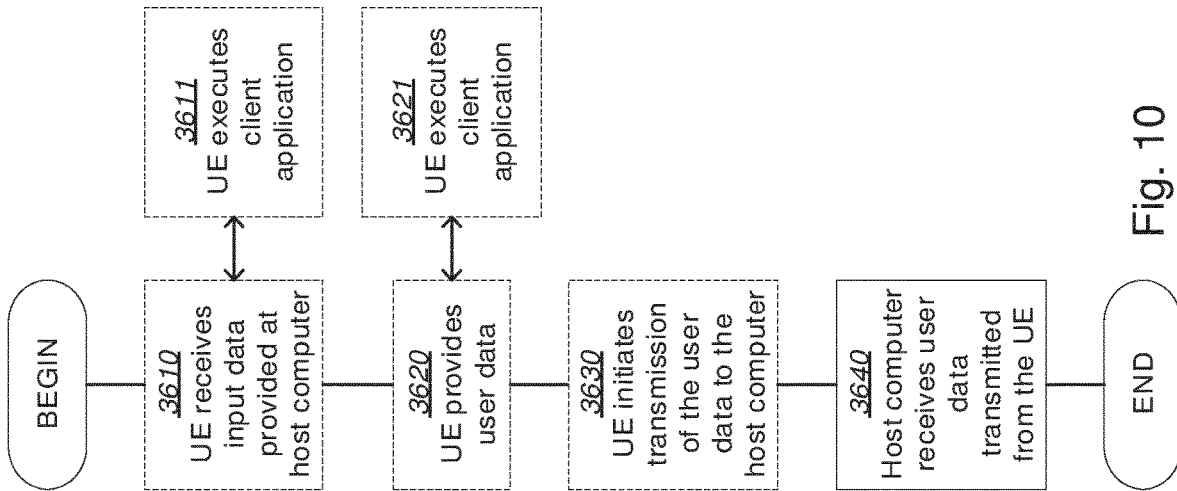 BEGIN
3610
UE receives
input data
provided at
host computer
3611
UE executes
client
application
3620
UE provides
user data
3621
UE executes
client
application
3630
UE initiates
transmission
of the user
data to the
host computer
3640
Host computer
receives user
data
transmitted
from the UE
END
Fig. 10